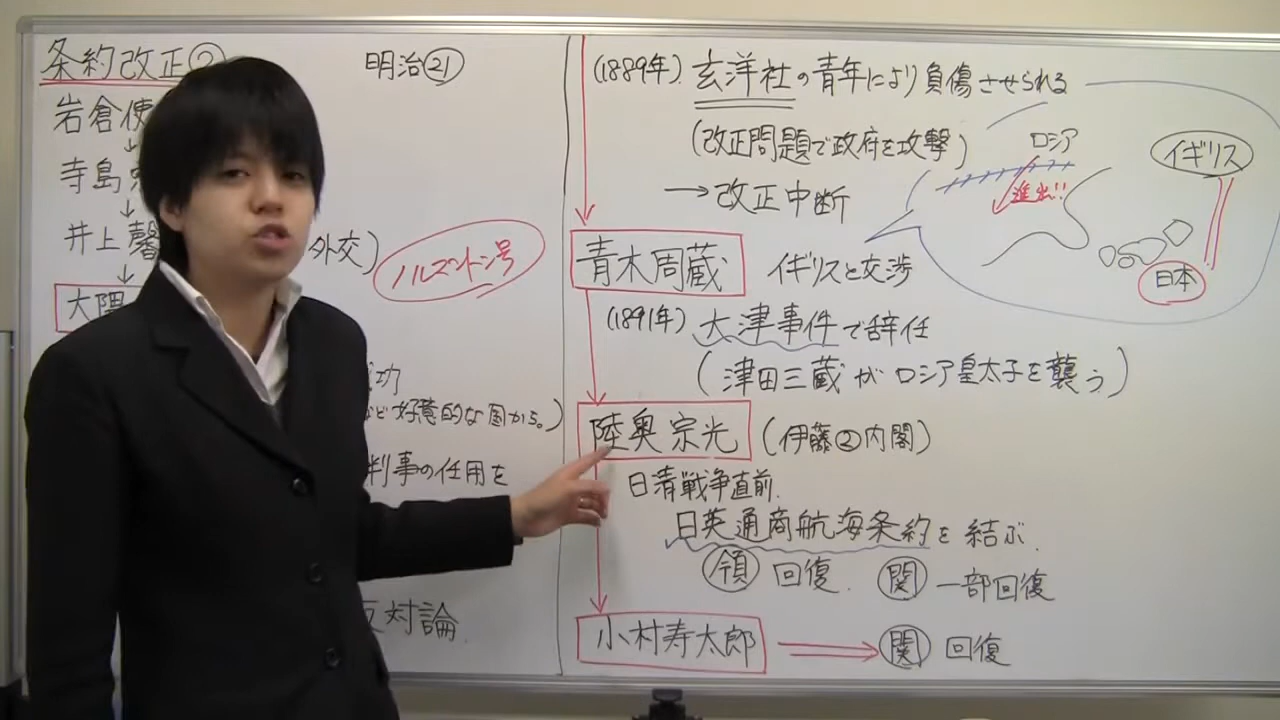 条約改正②
明治㉑
岩倉使
↓
寺島
↓
井上馨
外交)
ノルマントン号
↓
大隈
功
など好意的な国から。)
判事の任用を
反対論
(1889年) 玄洋社の青年により負傷させられる
(改正問題で政府を攻撃)
→改正中断
ロシア
進出!!
イギリス
日本
青木周蔵 イギリスと交渉
(1891年) 大津事件で辞任
(津田三蔵がロシア皇太子を襲う)
陸奥宗光 (伊藤②内閣)
日清戦争直前.
日英通商航海条約を結ぶ.
領 回復. 関 一部回復
小村寿太郎 ⇒ 関 回復